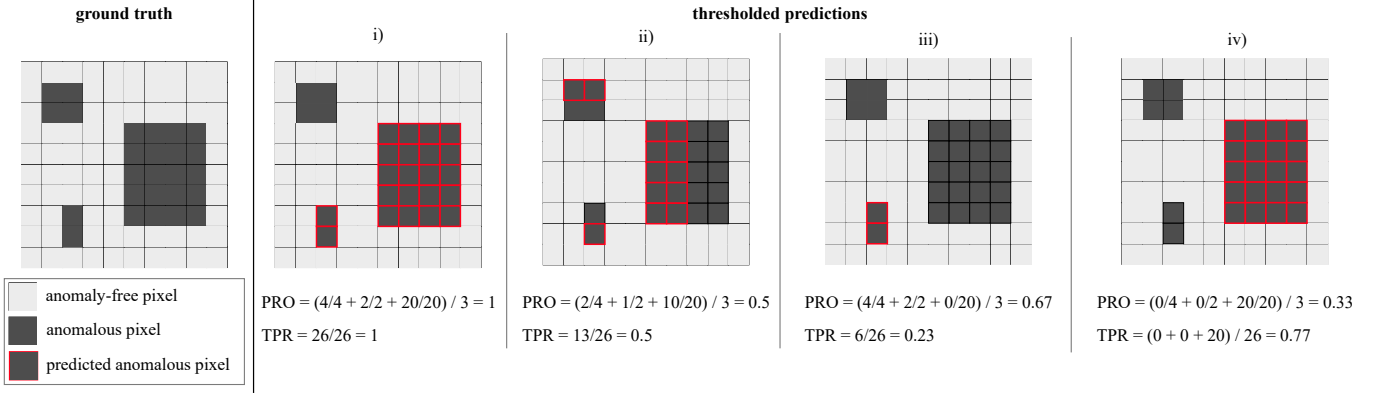 ground truth
thresholded predictions
i)
ii)
iii)
iv)
anomaly-free pixel
anomalous pixel
predicted anomalous pixel
PRO = (4/4 + 2/2 + 20/20) / 3 = 1
TPR = 26/26 = 1
PRO = (2/4 + 1/2 + 10/20) / 3 = 0.5
TPR = 13/26 = 0.5
PRO = (4/4 + 2/2 + 0/20) / 3 = 0.67
TPR = 6/26 = 0.23
PRO = (0/4 + 0/2 + 20/20) / 3 = 0.33
TPR = (0 + 0 + 20) / 26 = 0.77